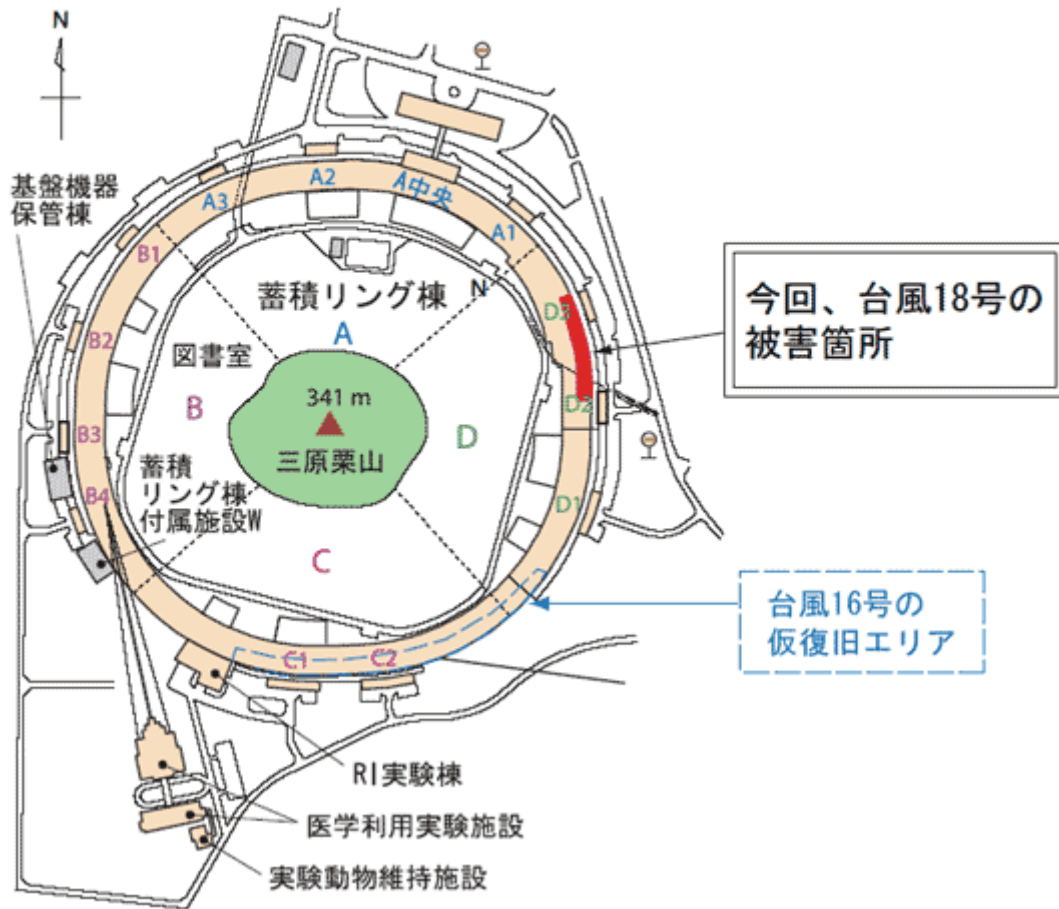 N
基盤機器
保管棟
A2
A中央
A3
A1
B1
蓄積リング棟
N
A
D3
今回、台風18号の
被害箇所
B2
図書室
B
341 m
三原栗山
D
D2
B3
蓄積
リング棟
付属施設W
B4
D1
C
台風16号の
仮復旧エリア
C1
C2
RI実験棟
医学利用実験施設
実験動物維持施設